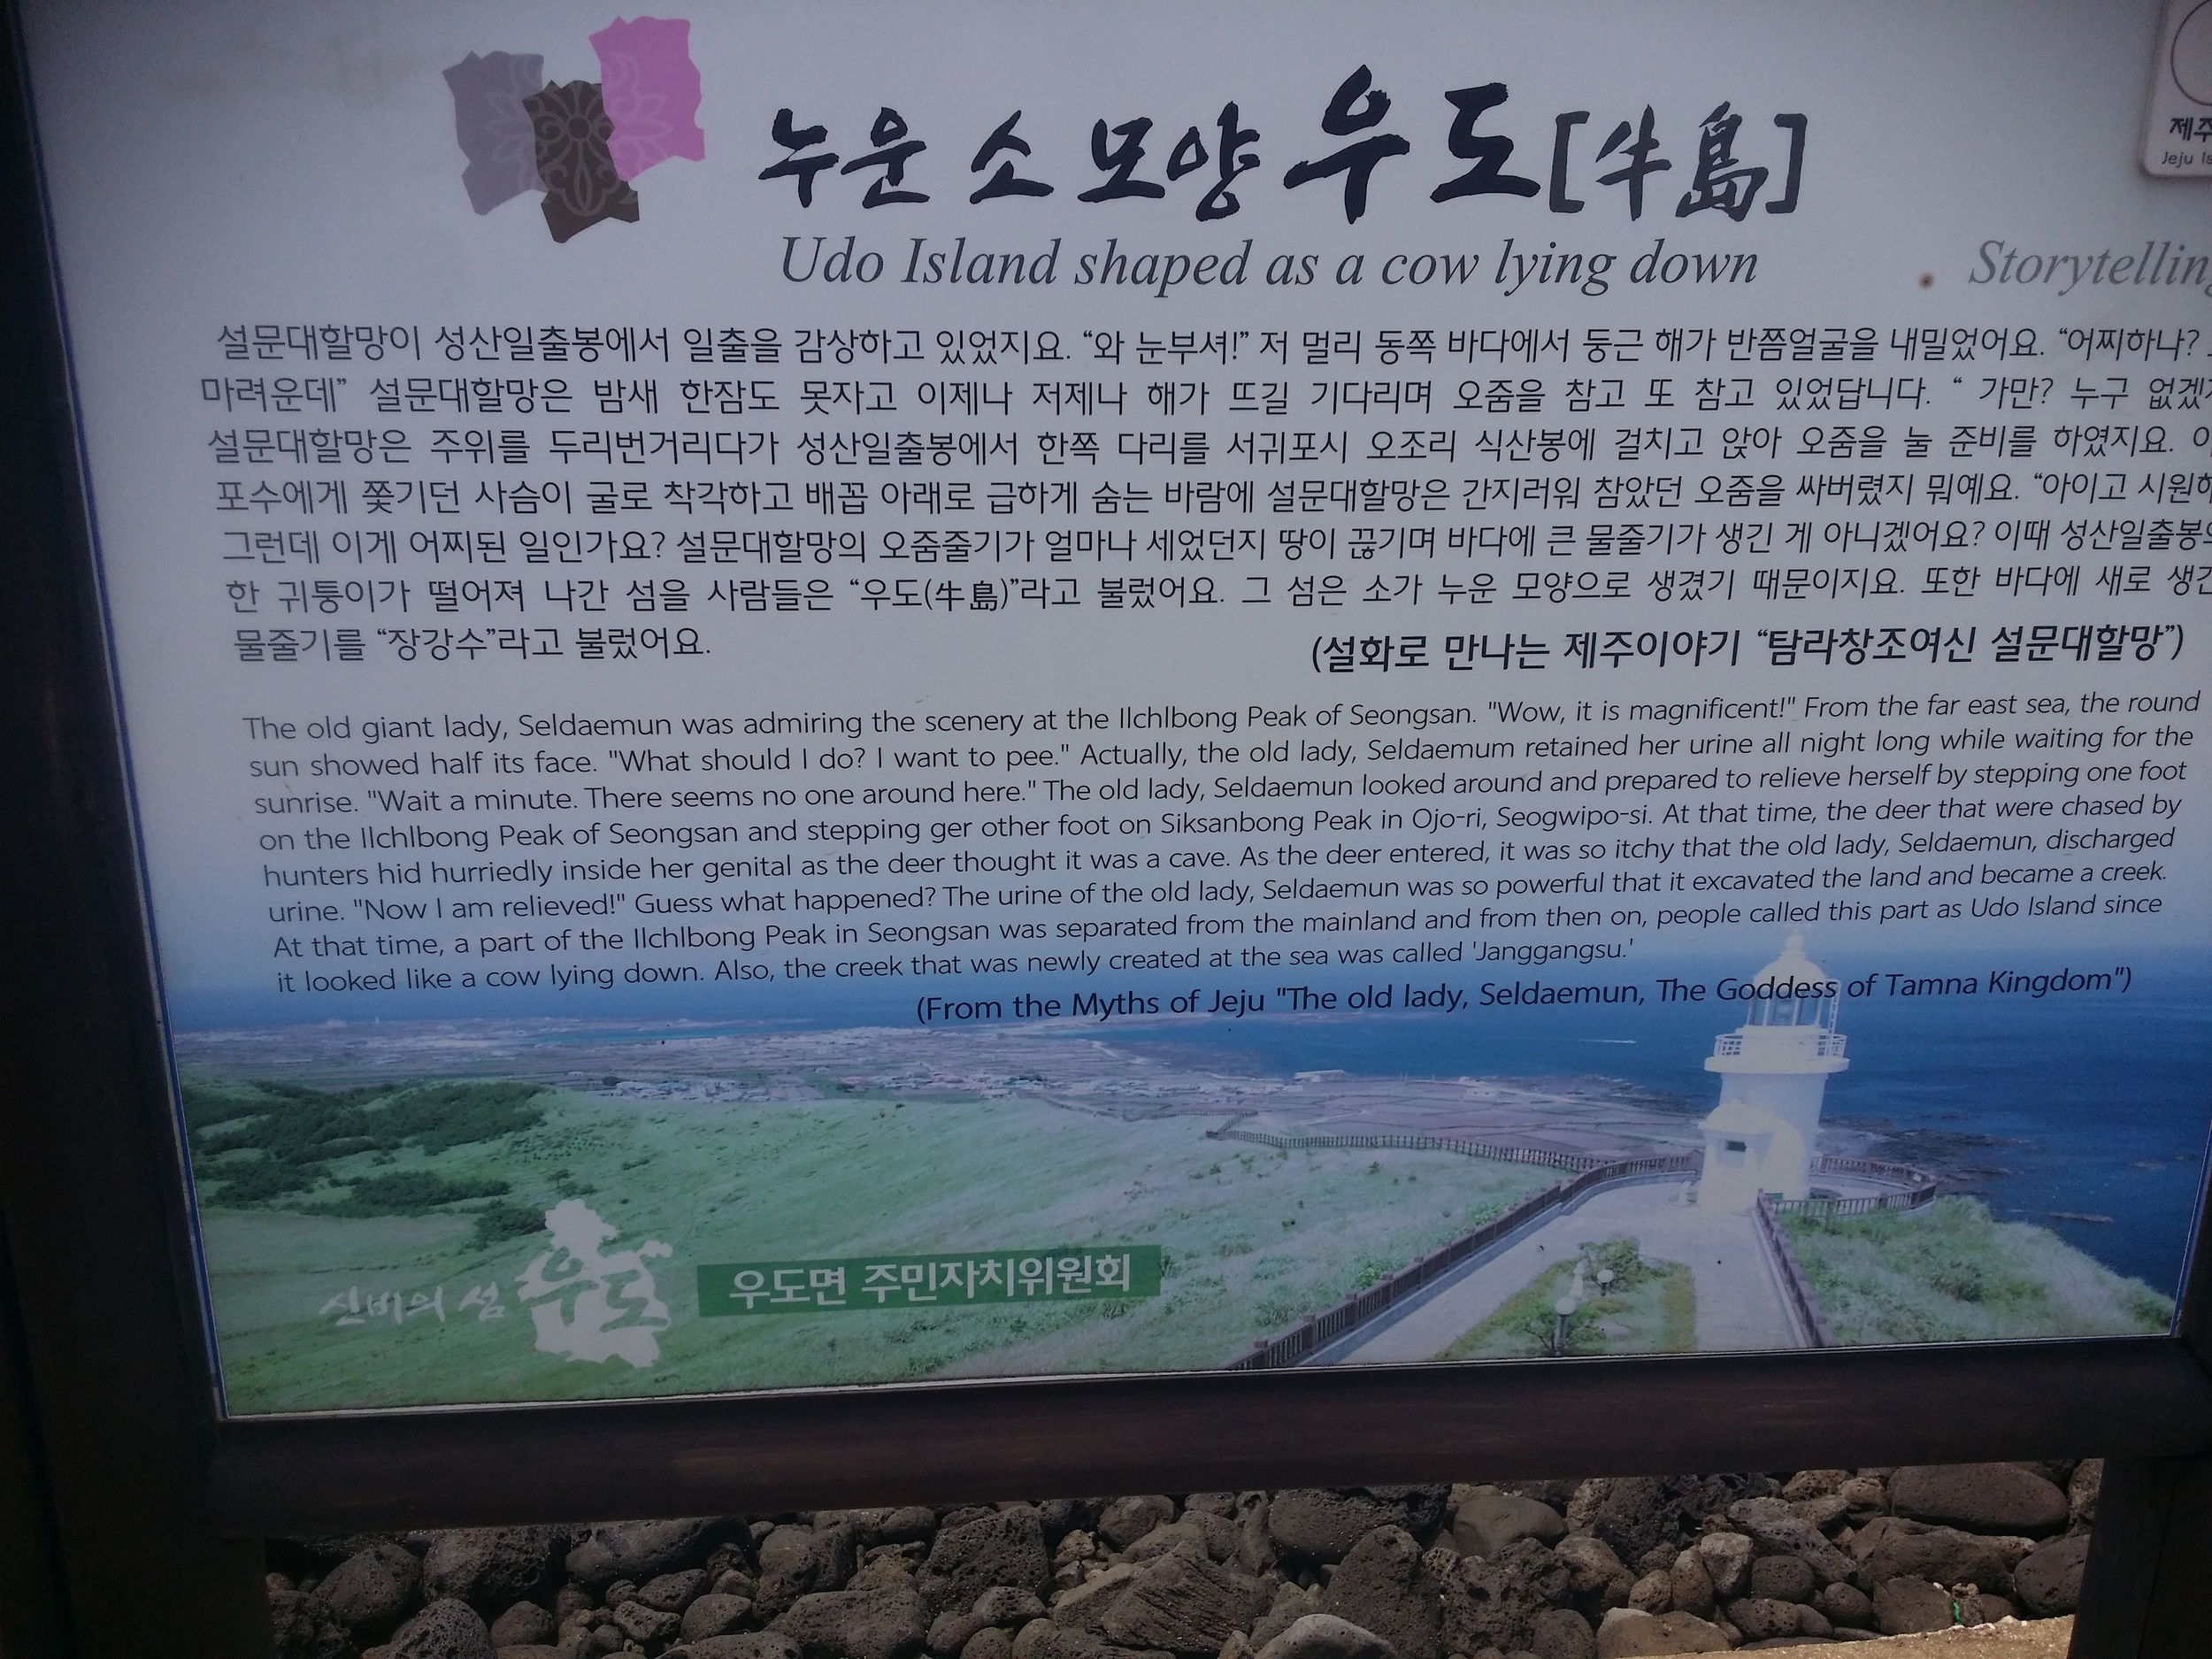 누운 소 모양 우도[牛島]
Udo Island shaped as a cow lying down
Storytelling
제주
Jeju
설문대할망이 성산일출봉에서 일출을 감상하고 있었지요. “와 눈부셔!” 저 멀리 동쪽 바다에서 둥근 해가 반쯤얼굴을 내밀었어요. “어찌하나?
마려운데” 설문대할망은 밤새 한잠도 못자고 이제나 저제나 해가 뜨길 기다리며 오줌을 참고 또 참고 있었답니다. “ 가만? 누구 없겠지
설문대할망은 주위를 두리번거리다가 성산일출봉에서 한쪽 다리를 서귀포시 오조리 식산봉에 걸치고 앉아 오줌을 눌 준비를 하였지요.
포수에게 쫓기던 사슴이 굴로 착각하고 배꼽 아래로 급하게 숨는 바람에 설문대할망은 간지러워 참았던 오줌을 싸버렸지 뭐예요. “아이고
그런데 이게 어찌된 일인가요? 설문대할망의 오줌줄기가 얼마나 세었던지 땅이 끊기며 바다에 큰 물줄기가 생긴 게 아니겠어요? 이때 성산일출봉의
한 귀퉁이가 떨어져 나간 섬을 사람들은 “우도(牛島)”라고 불렀어요. 그 섬은 소가 누운 모양으로 생겼기 때문이지요. 또한 바다에 새로 생긴
물줄기를 “장강수”라고 불렀어요.
(설화로 만나는 제주이야기 “탐라창조여신 설문대할망”)
The old giant lady, Seldaemun was admiring the scenery at the Ilchlbong Peak of Seongsan. "Wow, it is magnificent!" From the far east sea, the round
sun showed half its face. "What should I do? I want to pee." Actually, the old lady, Seldaemum retained her urine all night long while waiting for the
sunrise. "Wait a minute. There seems no one around here." The old lady, Seldaemun looked around and prepared to relieve herself by stepping one foot
on the Ilchlbong Peak of Seongsan and stepping ger other foot on Siksanbong Peak in Ojo-ri, Seogwipo-si. At that time, the deer that were chased by
hunters hid hurriedly inside her genital as the deer thought it was a cave. As the deer entered, it was so itchy that the old lady, Seldaemun, discharged
urine. "Now I am relieved!" Guess what happened? The urine of the old lady, Seldaemun was so powerful that it excavated the land and became a creek.
At that time, a part of the Ilchlbong Peak in Seongsan was separated from the mainland and from then on, people called this part as Udo Island since
it looked like a cow lying down. Also, the creek that was newly created at the sea was called 'Janggangsu.'
(From the Myths of Jeju "The old lady, Seldaemun, The Goddess of Tamna Kingdom")
신비의 섬 우도 우도면 주민자치위원회